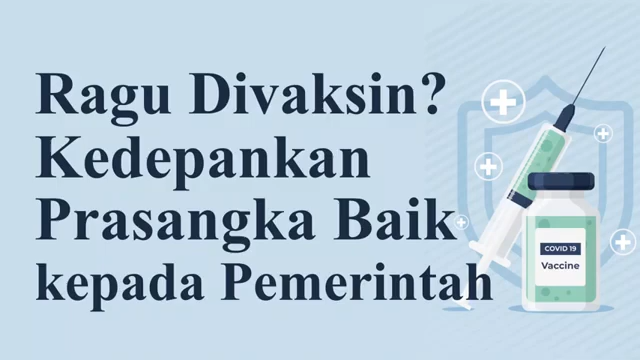 Ragu Divaksin?
Kedepankan
Prasangka Baik
kepada Pemerintah
COVID 19
Vaccine